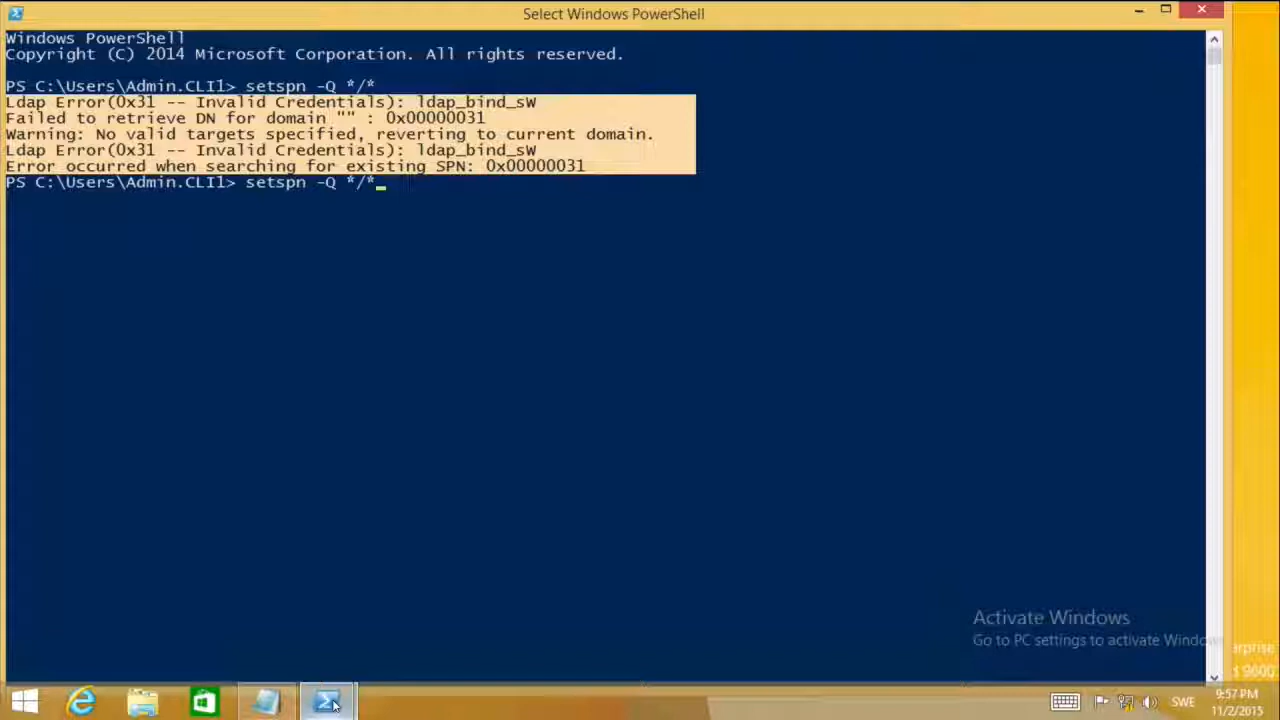 Select Windows PowerShell
Windows PowerShell
Copyright (C) 2014 Microsoft Corporation. All rights reserved.
PS C:\Users\Admin.CLI1> setspn -Q */*
Ldap Error(0x31 -- Invalid Credentials): ldap_bind_sW
Failed to retrieve DN for domain "" : 0x00000031
Warning: No valid targets specified, reverting to current domain.
Ldap Error(0x31 -- Invalid Credentials): ldap_bind_sW
Error occurred when searching for existing SPN: 0x00000031
PS C:\Users\Admin.CLI1> setspn -Q */*
Activate Windows
Go to PC settings to activate Windows
erprise
9600
SWE
9:57 PM
11/2/2015